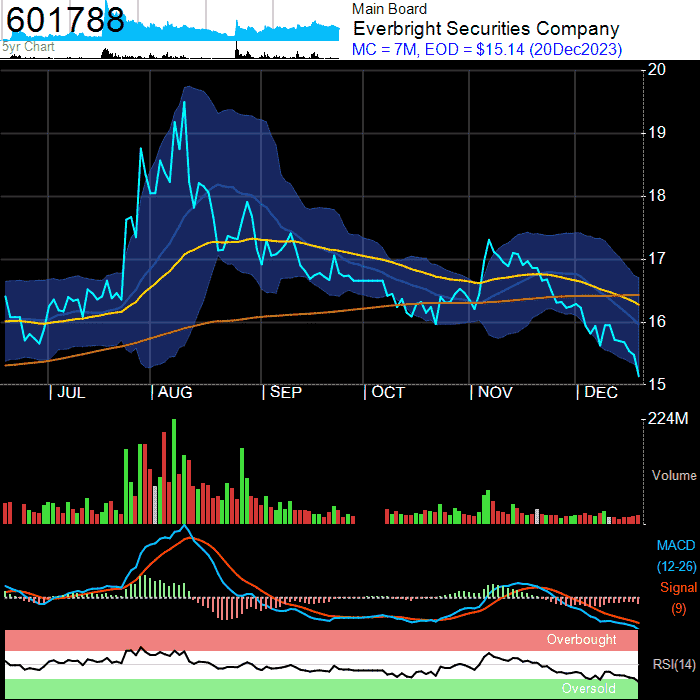 601788
5yr Chart
Main Board
Everbright Securities Company
MC = 7M, EOD = $15.14 (20Dec2023)
20
19
18
17
16
15
| JUL | AUG | SEP | OCT | NOV | DEC
224M
Volume
MACD
(12-26)
Signal
(9)
Overbought
RSI(14)
Oversold